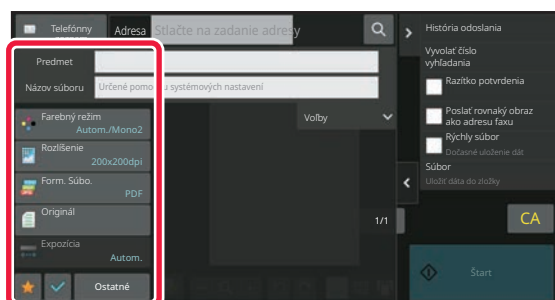 Telefónny
Adresa
Stlačte na zadanie adresy
História odoslania
Predmet
Vyvolať číslo
vyhľadania
Názov súboru
Určené pomo u systémových nastavení
Razítko potvrdenia
Farebný režim
Autom./Mono2
Voľby
Poslať rovnaký obraz
ako adresu faxu
Rozlíšenie
200x200dpi
Rýchly súbor
Dočasné uloženie dát
Form. Súbo.
PDF
Súbor
Uložiť dáta do zložky
Originál
1/1
CA
Expozícia
Autom.
Ostatné
Štart